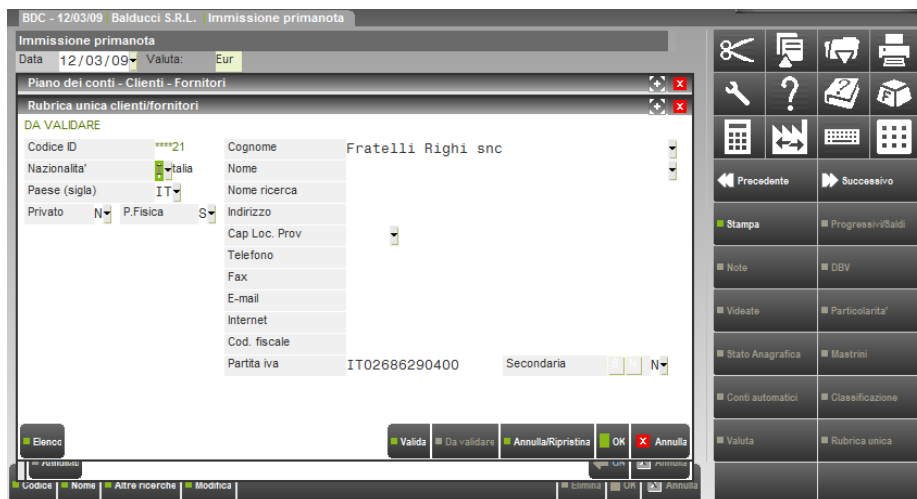 BDC - 12/03/09 Balducci S.R.L. Immissione primanota
Immissione primanota
Data 12/03/09 Valuta: Eur
Piano dei conti - Clienti - Fornitori
Rubrica unica clienti/fornitori
DA VALIDARE
Codice ID ****21 Cognome Fratelli Righi snc
Nazionalita' Italia Nome
Paese (sigla) IT Nome ricerca
Privato N P.Fisica S Indirizzo
Cap Loc. Prov
Telefono
Fax
E-mail
Internet
Cod. fiscale
Partita iva IT02686290400 Secondaria S N N
Elenco Valida Da validare Annulla/Ripristina OK X Annulla
OK Annulla
Codice Nome Altre ricerche Modifica Elimina OK Annulla
Precedente Successivo
Stampa Progressivi/Saldi
Note DBV
Videate Particolarita'
Stato Anagrafica Mastrini
Conti automatici Classificazione
Valuta Rubrica unica